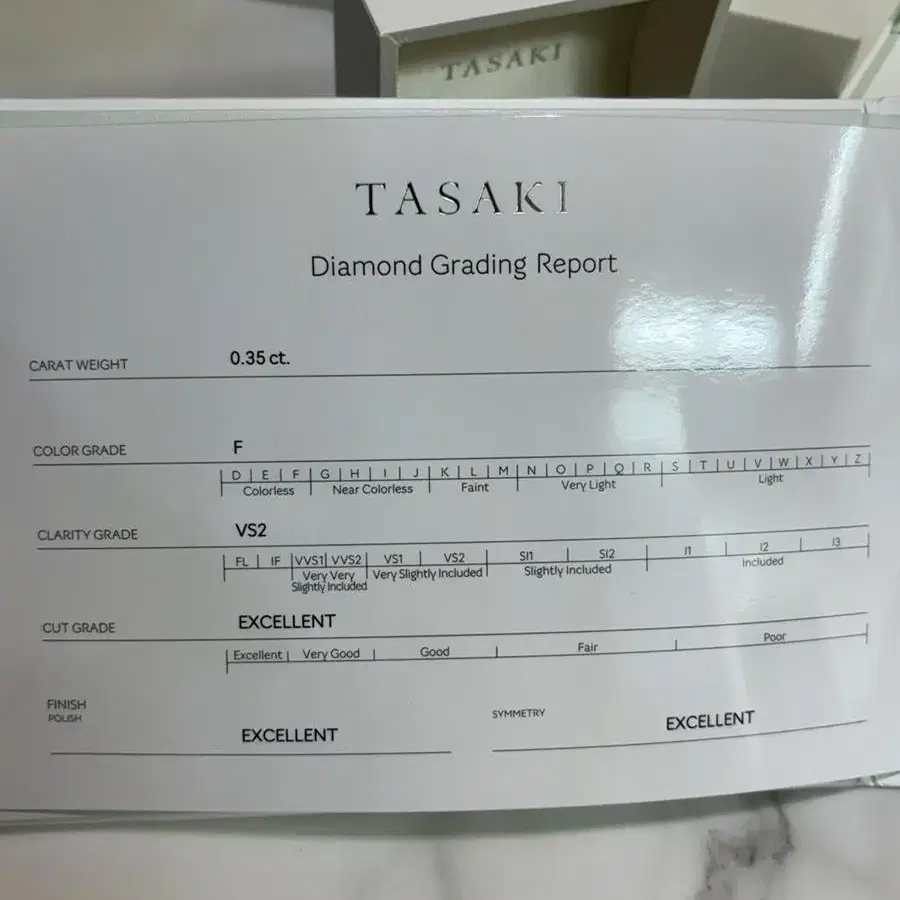 TASAKI
TASAKI
Diamond Grading Report
CARAT WEIGHT 0.35 ct.
COLOR GRADE F
D | E | F | G | H | I | J | K | L | M | N | O | P | Q | R | S | T | U | V | W | X | Y | Z
Colorless Near Colorless Faint Very Light Light
CLARITY GRADE VS2
FL | IF | VVS1 | VVS2 | VS1 | VS2 | SI1 | SI2 | I1 | I2 | I3
Very Very Slightly Included Very Slightly Included Slightly Included Included
CUT GRADE EXCELLENT
Excellent | Very Good | Good | Fair | Poor
FINISH
POLISH EXCELLENT SYMMETRY EXCELLENT